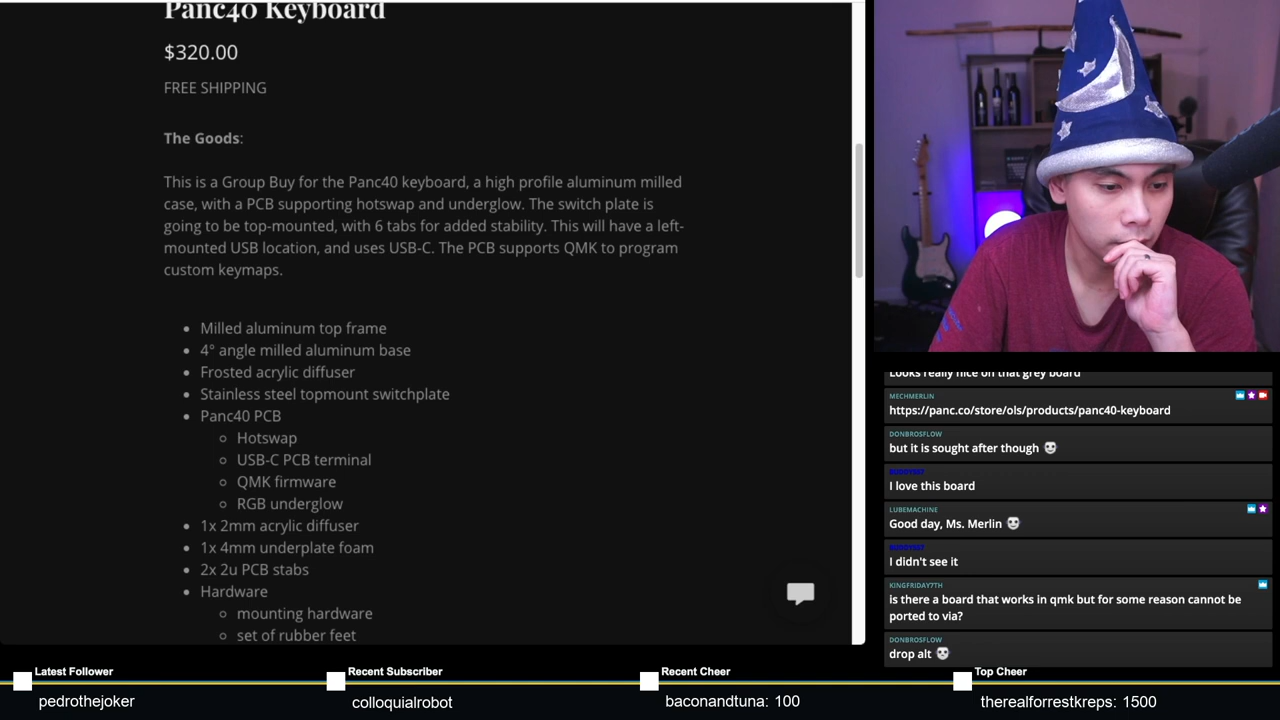 Panc40 Keyboard
$320.00
FREE SHIPPING
The Goods:
This is a Group Buy for the Panc40 keyboard, a high profile aluminum milled
case, with a PCB supporting hotswap and underglow. The switch plate is
going to be top-mounted, with 6 tabs for added stability. This will have a left-
mounted USB location, and uses USB-C. The PCB supports QMK to program
custom keymaps.
Milled aluminum top frame
4° angle milled aluminum base
Frosted acrylic diffuser
Stainless steel topmount switchplate
Panc40 PCB
Hotswap
USB-C PCB terminal
QMK firmware
RGB underglow
1x 2mm acrylic diffuser
1x 4mm underplate foam
2x 2u PCB stabs
Hardware
mounting hardware
set of rubber feet
Looks really nice on that grey board
MECHMERLIN
https://panc.co/store/ols/products/panc40-keyboard
DONBROSFLOW
but it is sought after though
I love this board
LUBEMACHINE
Good day, Ms. Merlin
I didn't see it
KINGFRIDAY7TH
is there a board that works in qmk but for some reason cannot be
ported to via?
DONBROSFLOW
drop alt
Latest Follower
pedrothejoker
Recent Subscriber
colloquialrobot
Recent Cheer
baconandtuna: 100
Top Cheer
therealforrestkreps: 1500